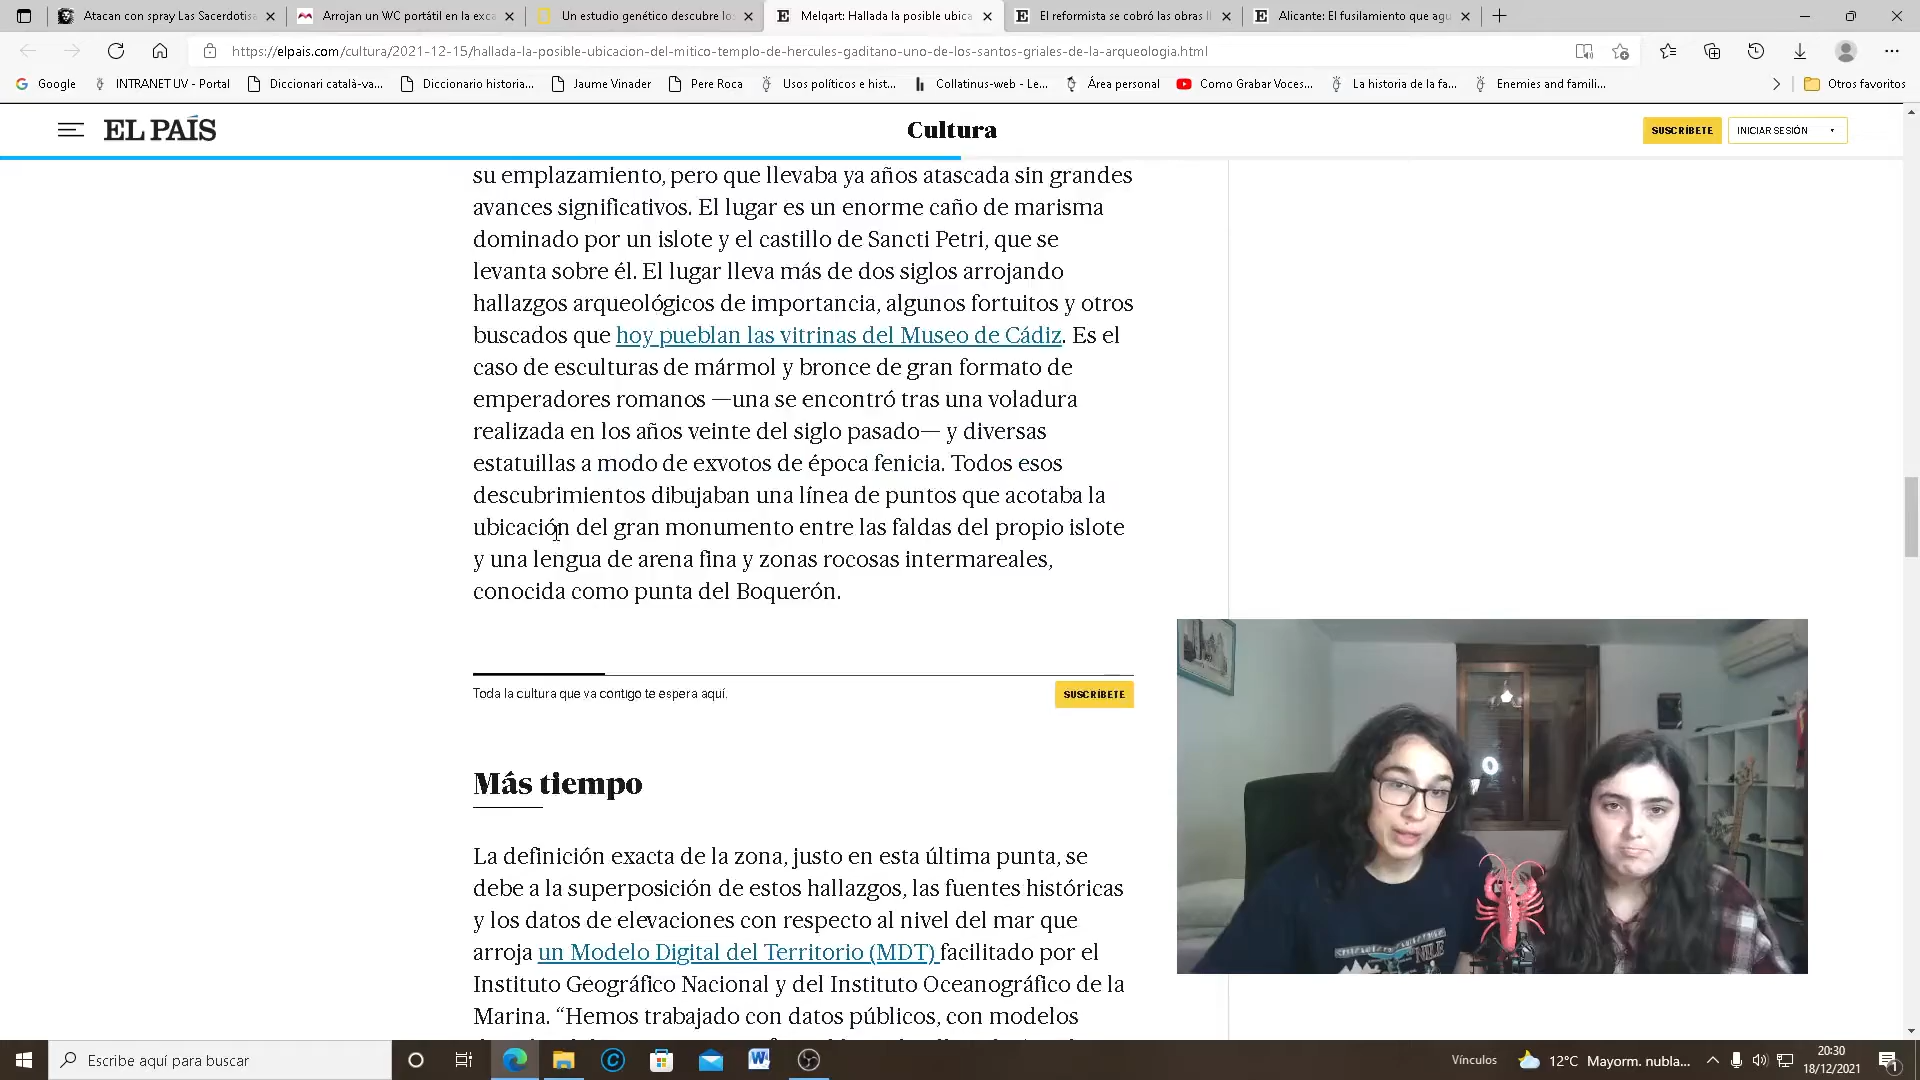 Atacan con spray Las Sacerdotisa
Arrojan un WC portátil en la exca
Un estudio genético descubre lo
Melqart: Hallada la posible ubica
El reformista se cobró las obras
Alicante: El fusilamiento que agu
https://elpais.com/cultura/2021-12-15/hallada-la-posible-ubicacion-del-mitico-templo-de-hercules-gaditano-uno-de-los-santos-griales-de-la-arqueologia.html
Google
INTRANET UV - Portal
Diccionari català-va...
Diccionario historia...
Jaume Vinader
Pere Roca
Usos políticos e hist...
Collatinus-web - Le...
Área personal
Como Grabar Voces...
La historia de la fa...
Enemies and famili...
Otros favoritos
EL PAÍS
Cultura
SUSCRÍBETE
INICIAR SESIÓN
su emplazamiento, pero que llevaba ya años atascada sin grandes
avances significativos. El lugar es un enorme caño de marisma
dominado por un islote y el castillo de Sancti Petri, que se
levanta sobre él. El lugar lleva más de dos siglos arrojando
hallazgos arqueológicos de importancia, algunos fortuitos y otros
buscados que hoy pueblan las vitrinas del Museo de Cádiz. Es el
caso de esculturas de mármol y bronce de gran formato de
emperadores romanos —una se encontró tras una voladura
realizada en los años veinte del siglo pasado— y diversas
estatuillas a modo de exvotos de época fenicia. Todos esos
descubrimientos dibujaban una línea de puntos que acotaba la
ubicación del gran monumento entre las faldas del propio islote
y una lengua de arena fina y zonas rocosas intermareales,
conocida como punta del Boquerón.
Toda la cultura que va contigo te espera aquí.
SUSCRÍBETE
Más tiempo
La definición exacta de la zona, justo en esta última punta, se
debe a la superposición de estos hallazgos, las fuentes históricas
y los datos de elevaciones con respecto al nivel del mar que
arroja un Modelo Digital del Territorio (MDT) facilitado por el
Instituto Geográfico Nacional y del Instituto Oceanográfico de la
Marina. “Hemos trabajado con datos públicos, con modelos
NILE
Escribe aquí para buscar
Vínculos
12°C Mayorm. nubla...
20:30
18/12/2021
1